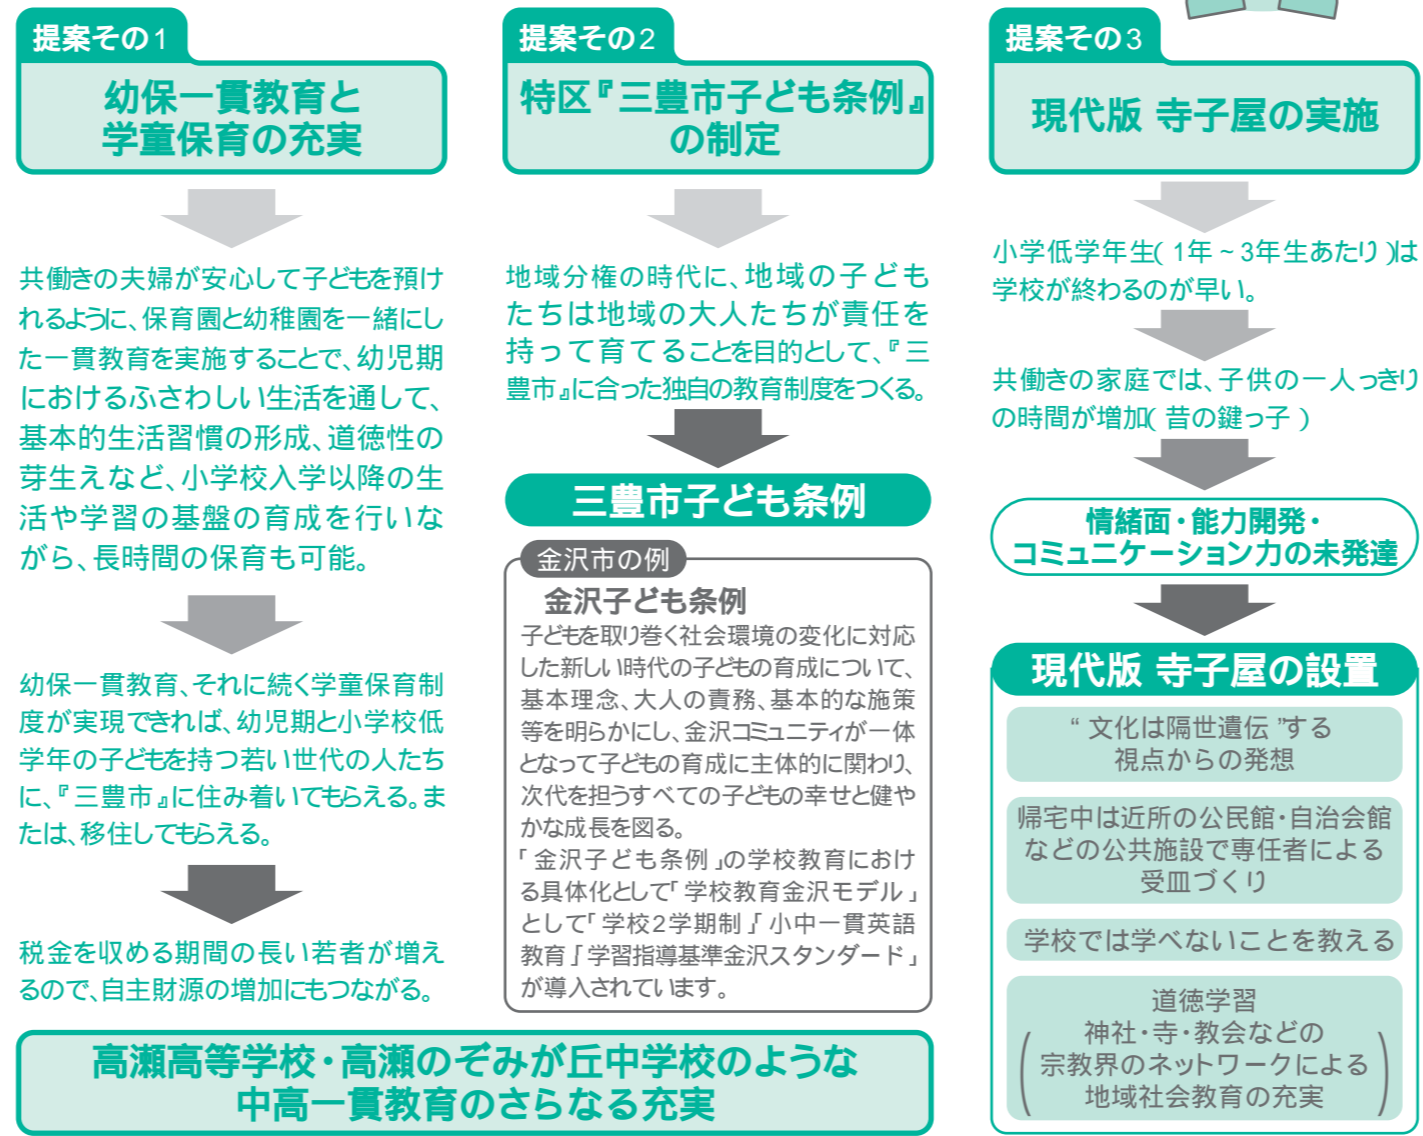 提案その1
幼保一貫教育と
学童保育の充実
共働きの夫婦が安心して子どもを預け
れるように、保育園と幼稚園を一緒にし
た一貫教育を実施することで、幼児期
におけるふさわしい生活を通して、
基本的生活習慣の形成、道徳性の
芽生えなど、小学校入学以降の生
活や学習の基盤の育成を行いな
がら、長時間の保育も可能。
幼保一貫教育、それに続く学童保育制
度が実現できれば、幼児期と小学校低
学年の子どもを持つ若い世代の人たち
に、『三豊市』に住み着いてもらえる。ま
たは、移住してもらえる。
税金を収める期間の長い若者が増え
るので、自主財源の増加にもつながる。
提案その2
特区『三豊市子ども条例』
の制定
地域分権の時代に、地域の子ども
たちは地域の大人たちが責任を
持って育てることを目的として、『三
豊市』に合った独自の教育制度をつくる。
三豊市子ども条例
金沢市の例
金沢子ども条例
子どもを取り巻く社会環境の変化に対応
した新しい時代の子どもの育成について、
基本理念、大人の責務、基本的な施策
等を明らかにし、金沢コミュニティが一体
となって子どもの育成に主体的に関わり、
次代を担うすべての子どもの幸せと健や
かな成長を図る。
「金沢子ども条例」の学校教育におけ
る具体化として「学校教育金沢モデル」
として「学校2学期制」「小中一貫英語
教育」「学習指導基準金沢スタンダード」
が導入されています。
高瀬高等学校・高瀬のぞみが丘中学校のような
中高一貫教育のさらなる充実
提案その3
現代版 寺子屋の実施
小学低学年生(1年~3年生あたり)は
学校が終わるのが早い。
共働きの家庭では、子供の一人っきり
の時間が増加(昔の鍵っ子)
情緒面・能力開発・
コミュニケーション力の未発達
現代版 寺子屋の設置
“文化は隔世遺伝”する
視点からの発想
帰宅中は近所の公民館・自治会館
などの公共施設で専任者による
受皿づくり
学校では学べないことを教える
道徳学習
(神社・寺・教会などの
宗教界のネットワークによる
地域社会教育の充実)